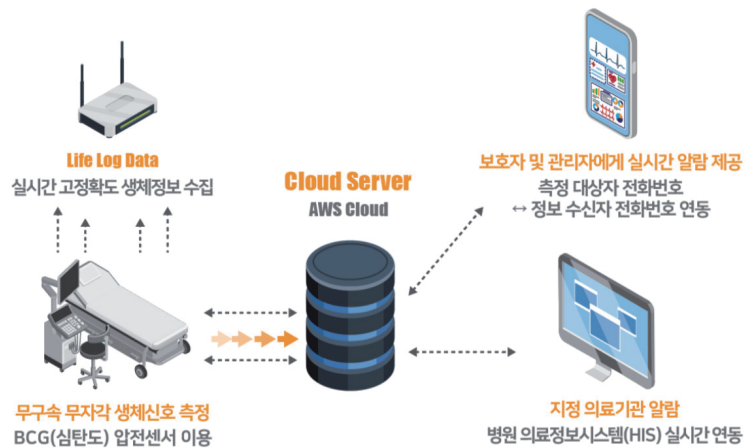 Life Log Data
실시간 고정확도 생체정보 수집
Cloud Server
AWS Cloud
보호자 및 관리자에게 실시간 알람 제공
측정 대상자 전화번호
↔ 정보 수신자 전화번호 연동
무구속 무자각 생체신호 측정
BCG(심탄도) 압전센서 이용
지정 의료기관 알람
병원 의료정보시스템(HIS) 실시간 연동